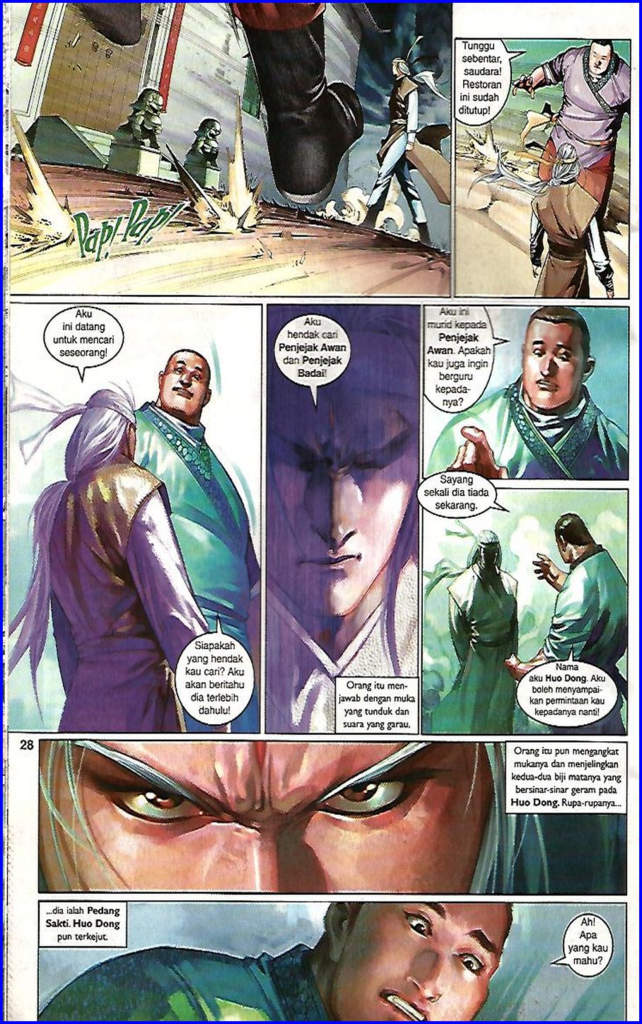 Pap! Pap!
Tunggu
sebentar,
saudara!
Restoran
ini sudah
ditutup!
Aku
ini datang
untuk mencari
seseorang!
Siapakah
yang hendak
kau cari? Aku
akan beritahu
dia terlebih
dahulu!
Aku
hendak cari
Penjejak Awan
dan Penjejak
Badai!
Orang itu men-
jawab dengan muka
yang tunduk dan
suara yang garau.
Aku ini
murid kepada
Penjejak
Awan. Apakah
kau juga ingin
berguru
kepada-
nya?
Sayang
sekali dia tiada
sekarang.
Nama
aku Huo Dong. Aku
boleh menyampai-
kan permintaan kau
kepadanya nanti!
28
Orang itu pun mengangkat
mukanya dan menjelingkan
kedua-dua biji matanya yang
bersinar-sinar geram pada
Huo Dong. Rupa-rupanya...
...dia ialah Pedang
Sakti. Huo Dong
pun terkejut.
Ah!
Apa
yang kau
mahu?